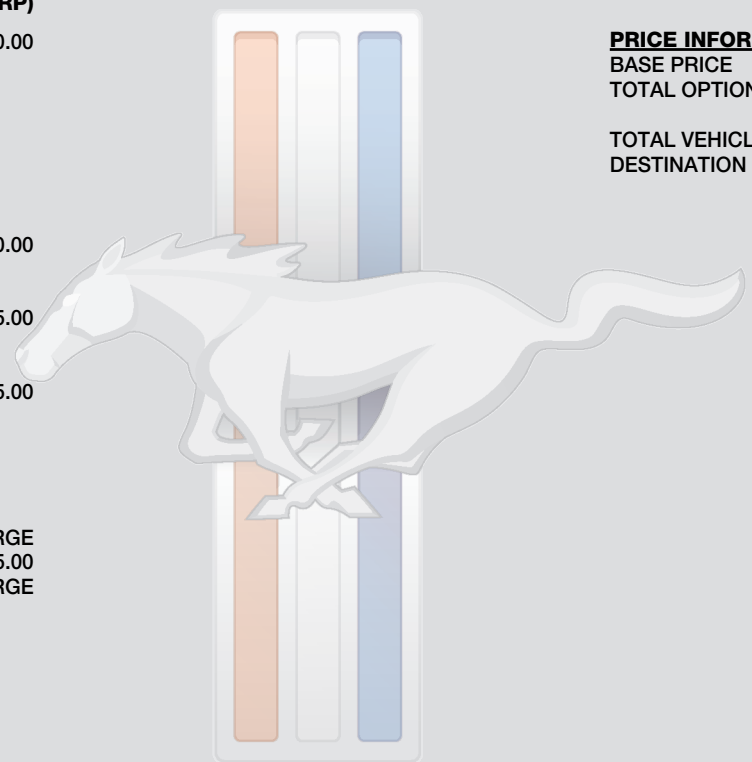 RP)
0.00
0.00
5.00
5.00
RGE
5.00
RGE
PRICE INFOR
BASE PRICE
TOTAL OPTION
TOTAL VEHICL
DESTINATION